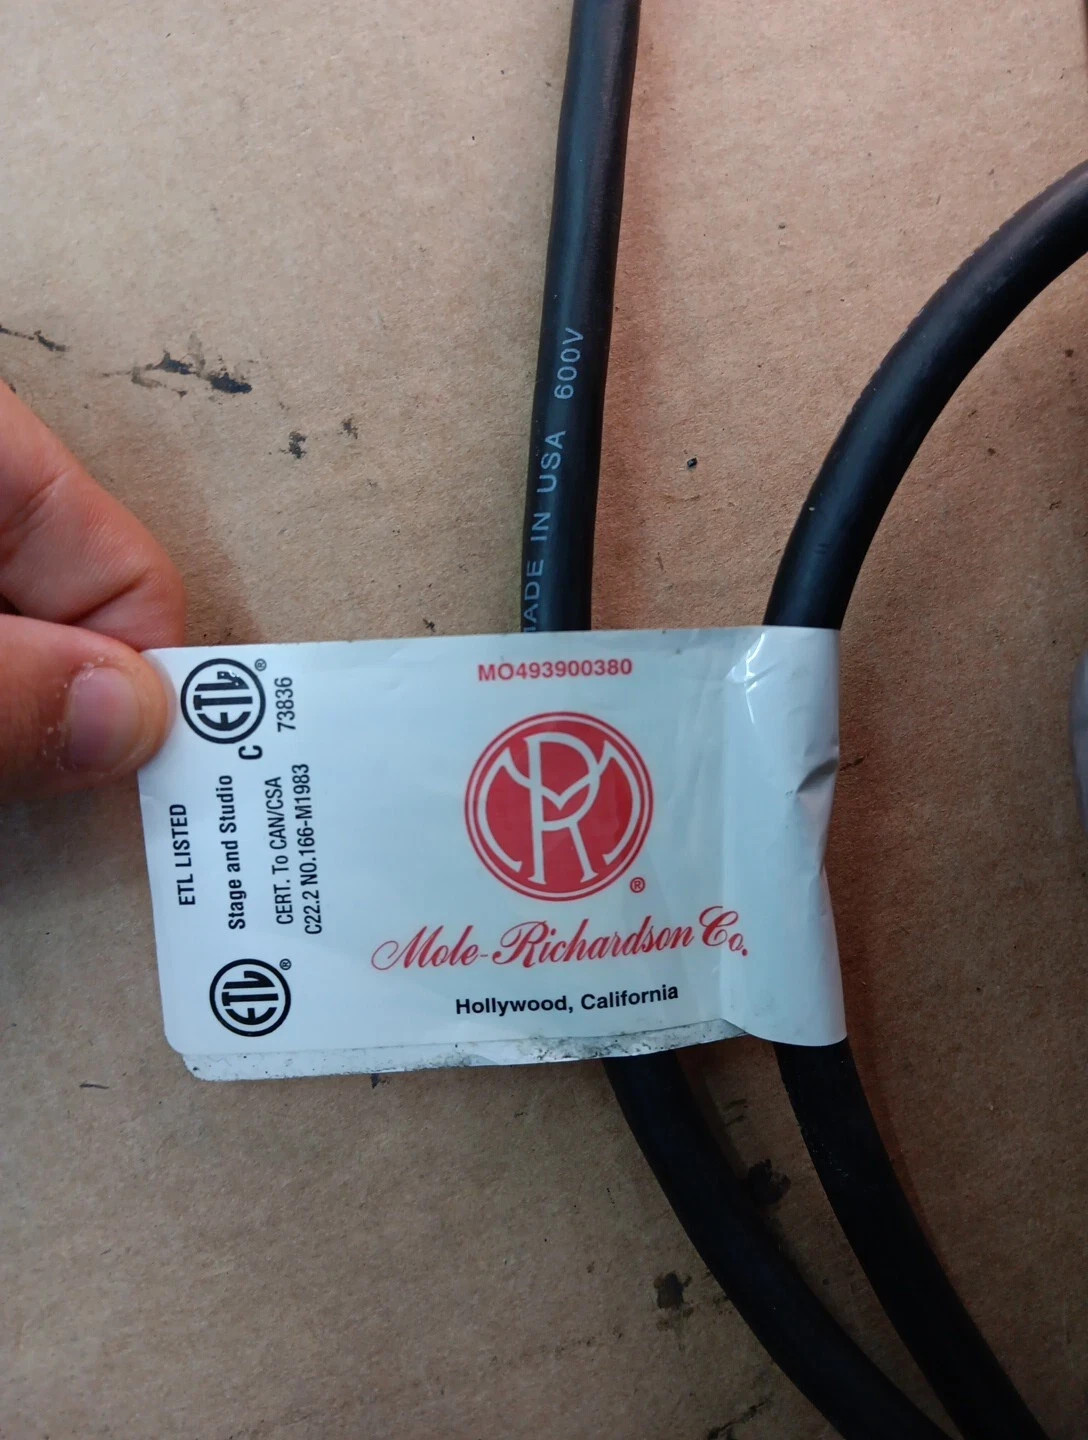 MADE IN USA 600V
MO493900380
MR
®
Mole-Richardson Co.
Hollywood, California
ETL LISTED
ETL® Stage and Studio C ETL®
CERT. To CAN/CSA 73836
C22.2 NO.166-M1983